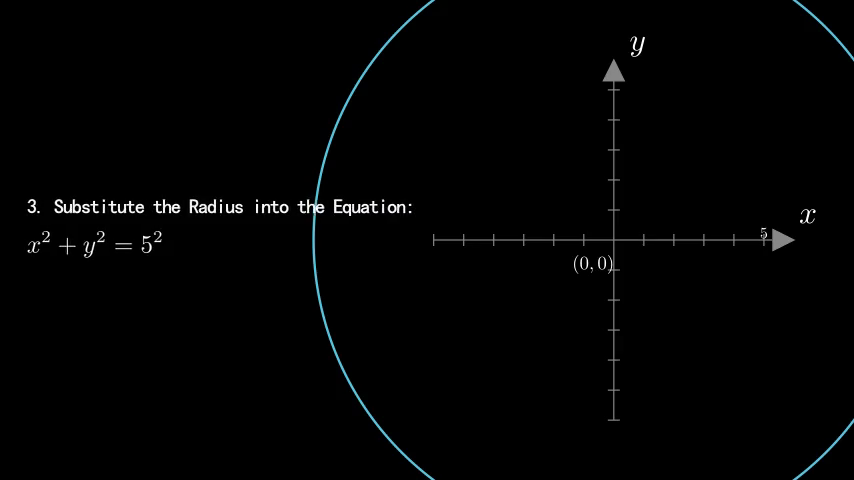 y
x
3. Substitute the Radius into the Equation:
5
x² + y² = 5²
(0, 0)